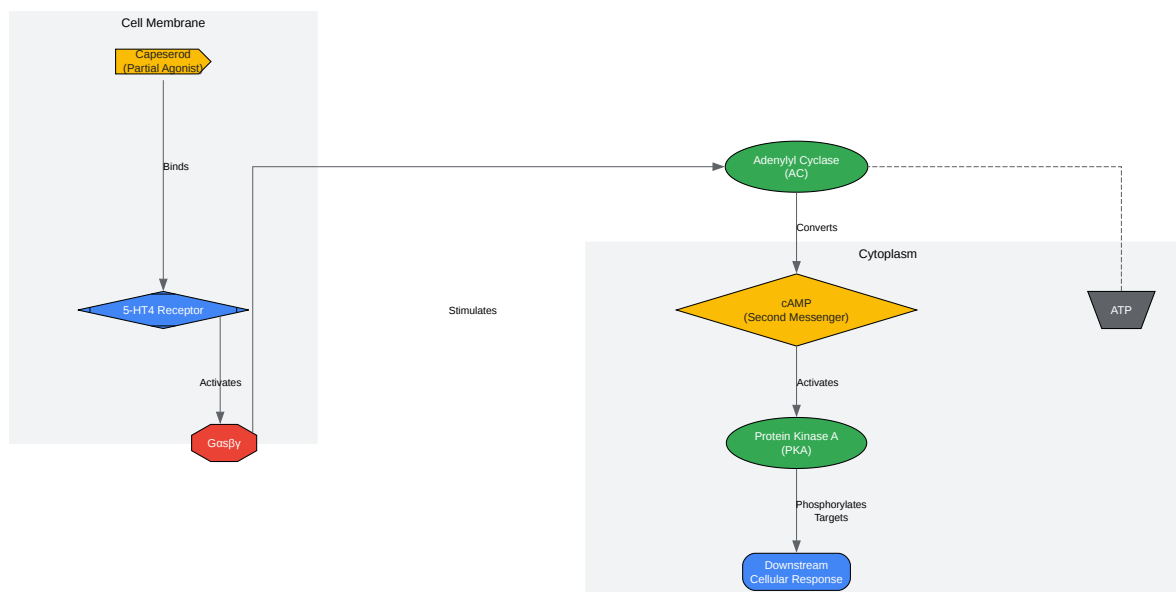 Cell Membrane
Capeserod
(Partial Agonist)
Binds
5-HT4 Receptor
Activates
Gαsβγ
Stimulates
Adenylyl Cyclase
(AC)
Converts
Cytoplasm
cAMP
(Second Messenger)
ATP
Activates
Protein Kinase A
(PKA)
Phosphorylates
Targets
Downstream
Cellular Response